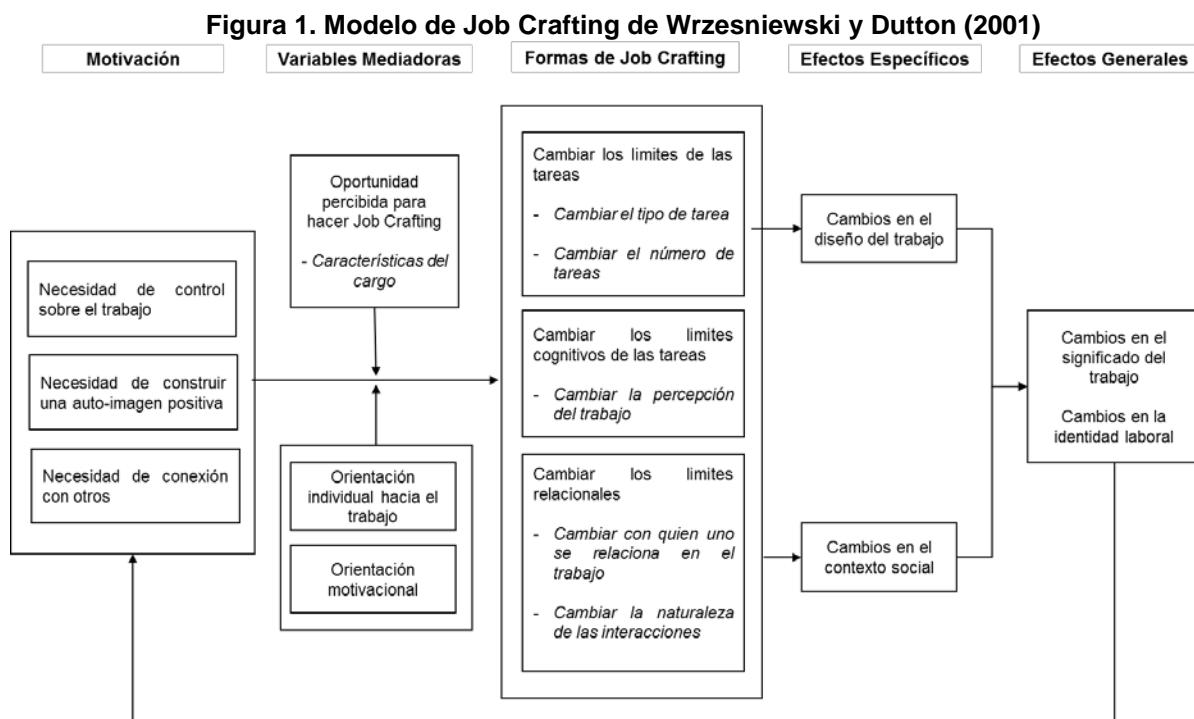 Figura 1. Modelo de Job Crafting de Wrzesniewski y Dutton (2001)
Motivación
Variables Mediadoras
Formas de Job Crafting
Efectos Específicos
Efectos Generales
Necesidad de control
sobre el trabajo
Necesidad de construir
una auto-imagen positiva
Necesidad de conexión
con otros
Oportunidad
percibida para
hacer Job Crafting
- Características del
cargo
Orientación
individual hacia el
trabajo
Orientación
motivacional
Cambiar los limites de las
tareas
- Cambiar el tipo de tarea
- Cambiar el número de
tareas
Cambiar los limites
cognitivos de las tareas
- Cambiar la percepción
del trabajo
Cambiar los limites
relacionales
- Cambiar con quien uno
se relaciona en el
trabajo
- Cambiar la naturaleza
de las interacciones
Cambios en el
diseño del trabajo
Cambios en el
contexto social
Cambios en el
significado del
trabajo
Cambios en la
identidad laboral